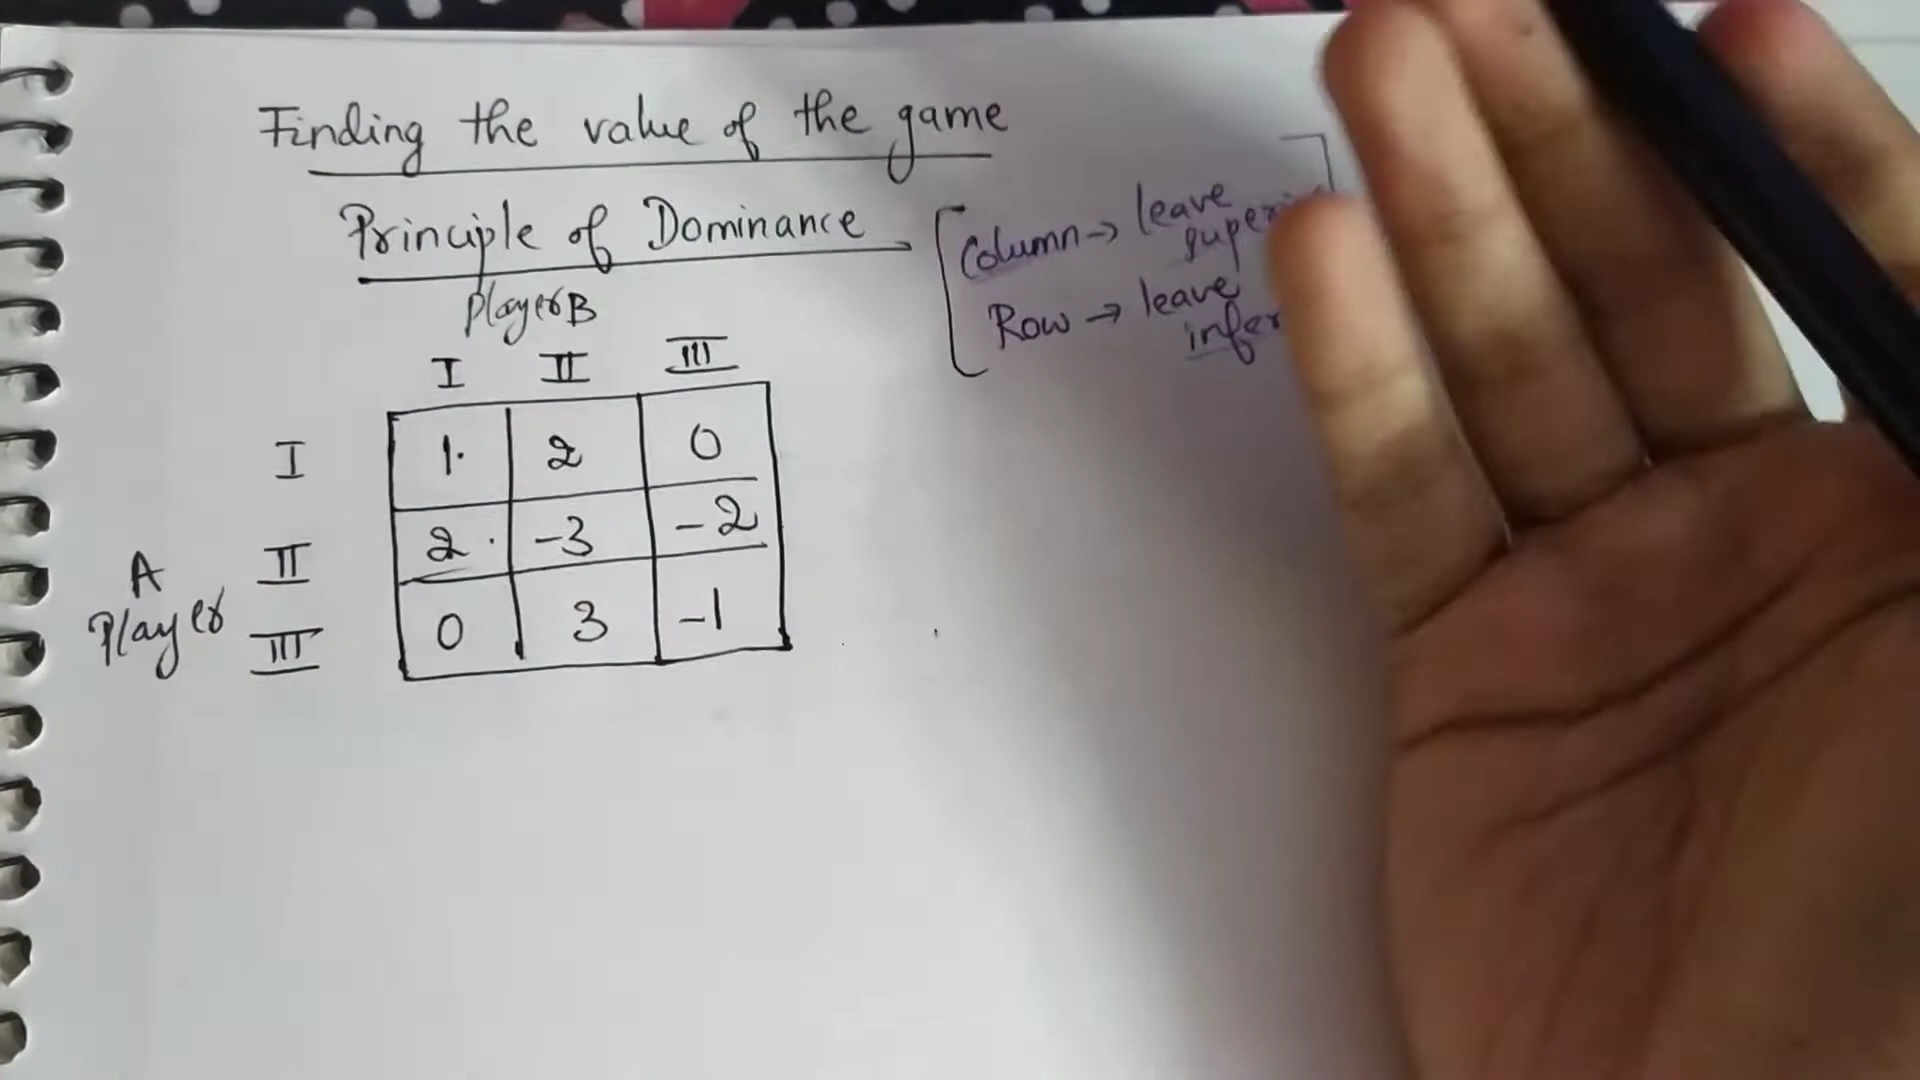 Finding the value of the game
Principle of Dominance
Column → leave
Row → leave
Player B
I II III
I 1. 2 0
II 2. -3 -2
III 0 3 -1
A
Player